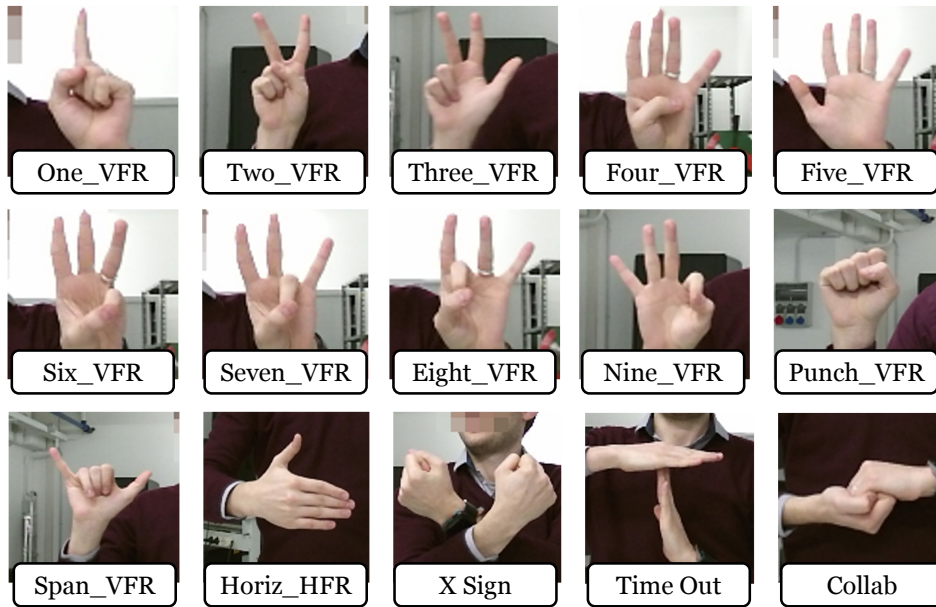 One_VFR
Two_VFR
Three_VFR
Four_VFR
Five_VFR
Six_VFR
Seven_VFR
Eight_VFR
Nine_VFR
Punch_VFR
Span_VFR
Horiz_HFR
X Sign
Time Out
Collab